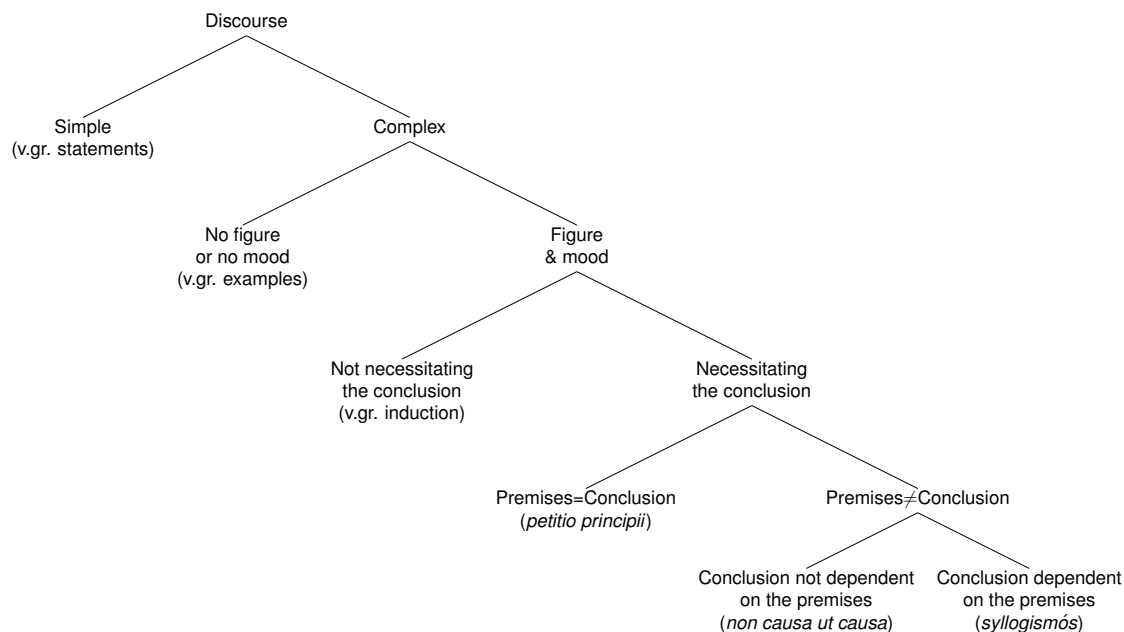 Discourse
Simple
(v.gr. statements)
Complex
No figure
or no mood
(v.gr. examples)
Figure
& mood
Not necessitating
the conclusion
(v.gr. induction)
Necessitating
the conclusion
Premises=Conclusion
(petitio principii)
Premises≠Conclusion
Conclusion not dependent
on the premises
(non causa ut causa)
Conclusion dependent
on the premises
(syllogismós)